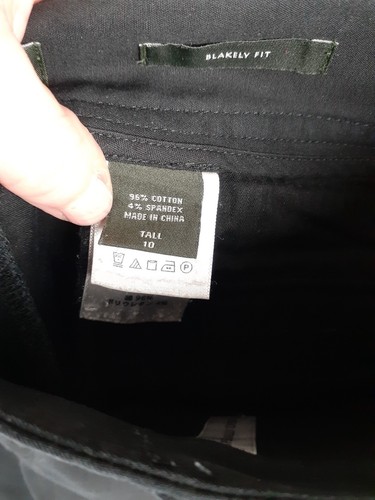 BLAKELY FIT
96% COTTON
4% SPANDEX
MADE IN CHINA
TALL
10
P